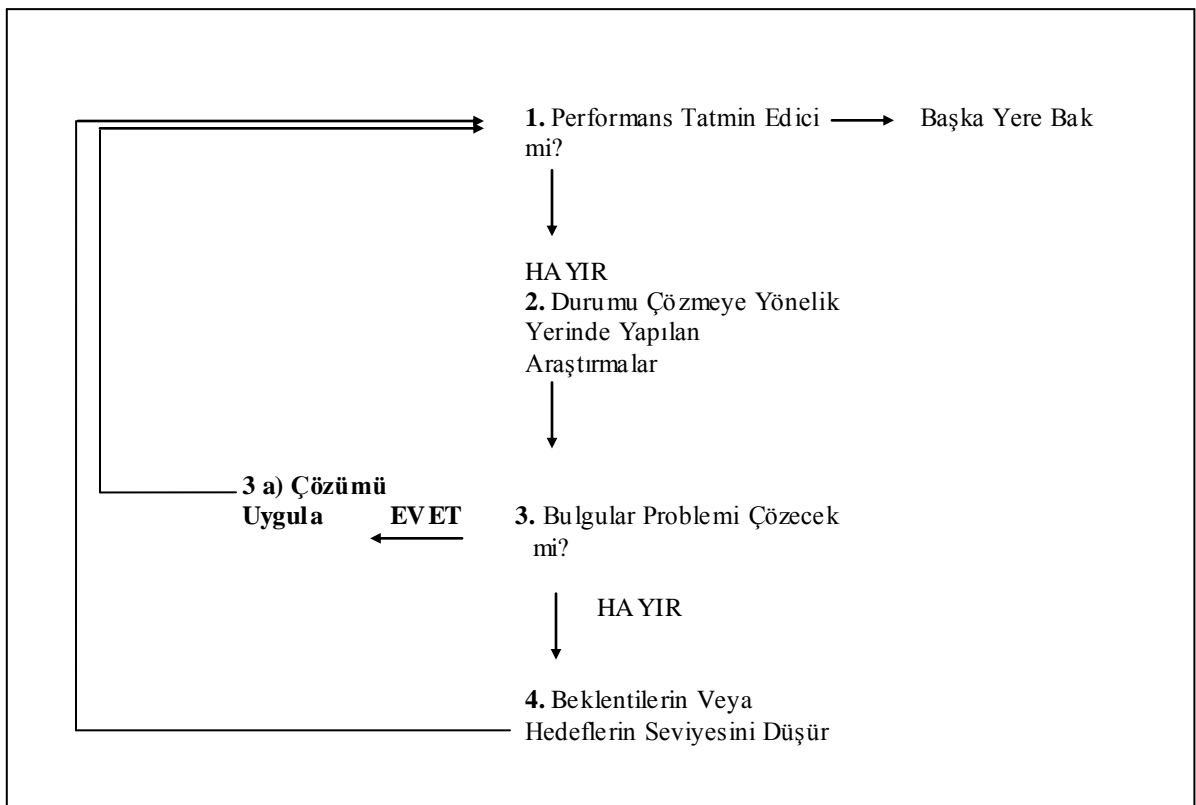 1. Performans Tatmin Edici
mi?
Başka Yere Bak
HAYIR
2. Durumu Çözmeye Yönelik
Yerinde Yapılan
Araştırmalar
3 a) Çözümü
Uygula
EVET
3. Bulgular Problemi Çözecek
mi?
HAYIR
4. Beklentilerin Veya
Hedeflerin Seviyesini Düşür